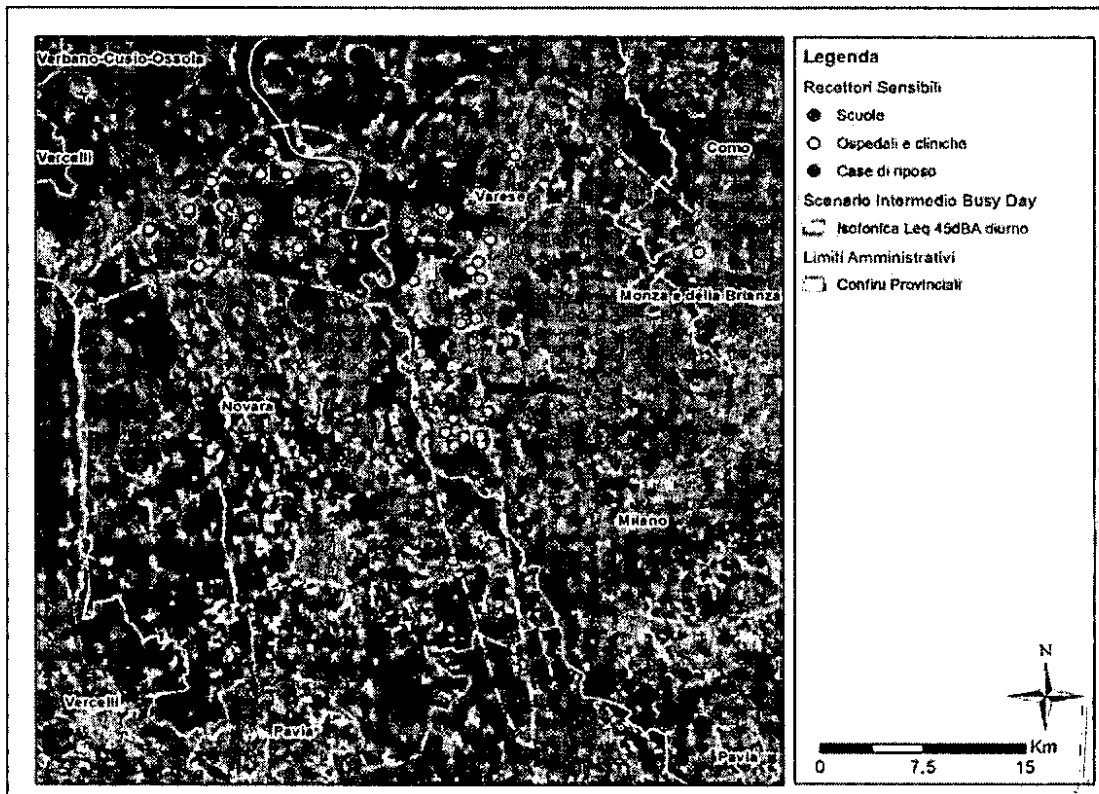 Verbano-Cusio-Ossola
Vercelli
Como
Varese
Monza e della Brianza
Novara
Milano
Vercelli
Pavia
Pavia
Legenda
Recettori Sensibili
Scuole
Ospedali e cliniche
Case di riposo
Scenario Intermedio Busy Day
Isofonica Leq 45dBA diurno
Limiti Amministrativi
Confini Provinciali
N
Km
0 7,5 15